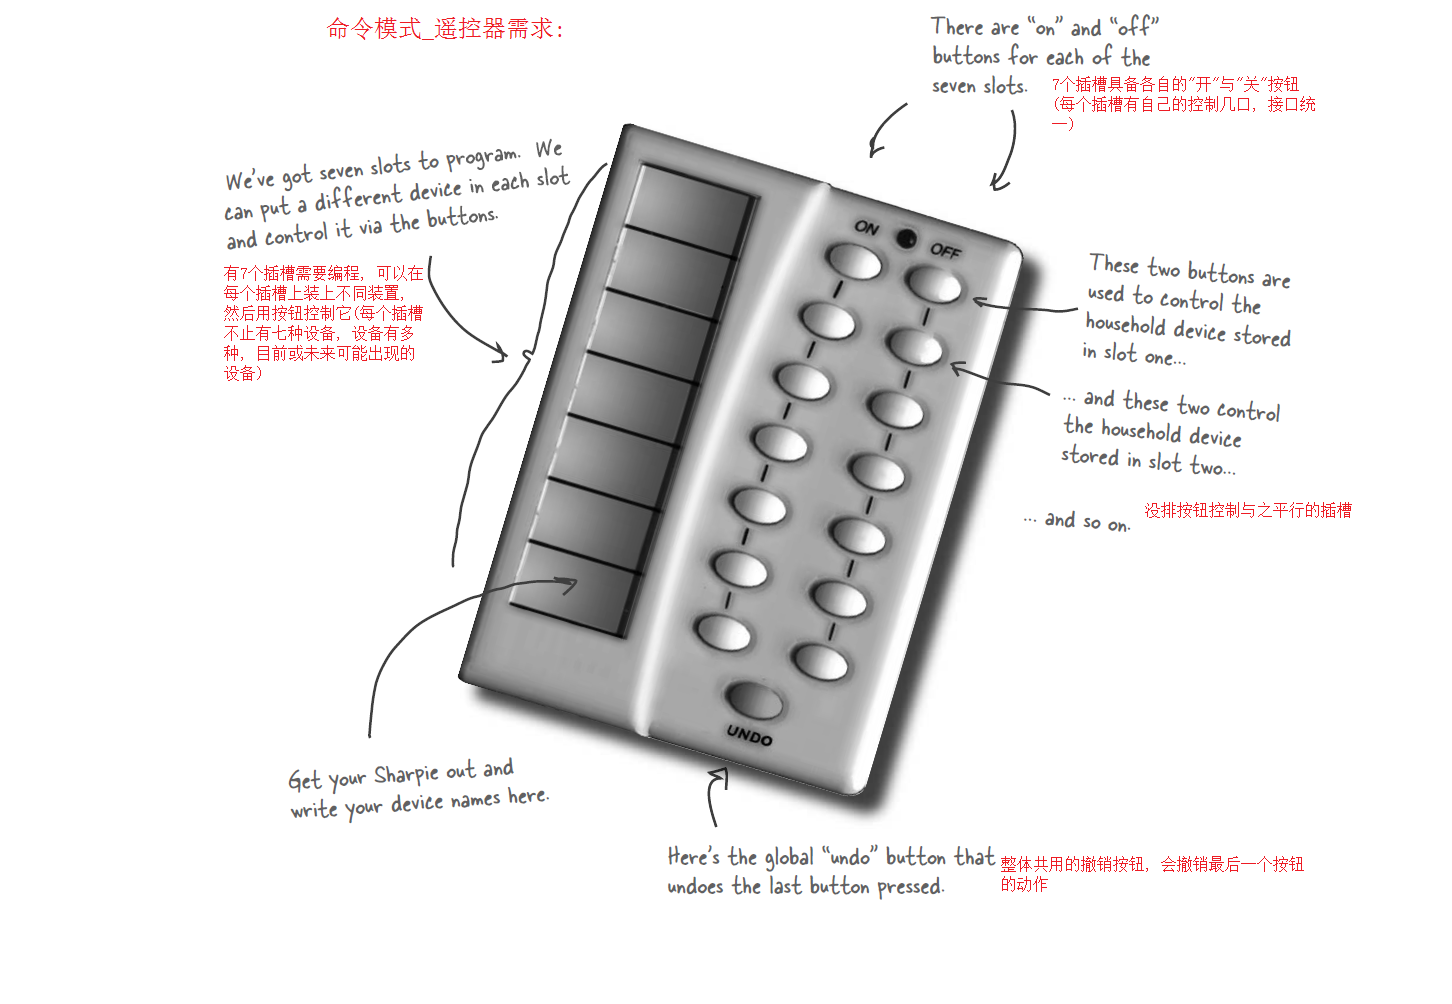 命令模式_遥控器需求：
There are “on” and “off”
buttons for each of the
seven slots.
7个插槽具备各自的"开"与"关"按钮
(每个插槽有自己的控制几口，接口统
一)
We’ve got seven slots to program.  We
can put a different device in each slot
and control it via the buttons.
有7个插槽需要编程，可以在
每个插槽上装上不同装置，
然后用按钮控制它(每个插槽
不止有七种设备，设备有多
种，目前或未来可能出现的
设备)
ON
OFF
These two buttons are
used to control the
household device stored
in slot one...
... and these two control
the household device
stored in slot two...
... and so on.
没排按钮控制与之平行的插槽
UNDO
Get your Sharpie out and
write your device names here.
Here’s the global “undo” button that
undoes the last button pressed.
整体共用的撤销按钮，会撤销最后一个按钮
的动作